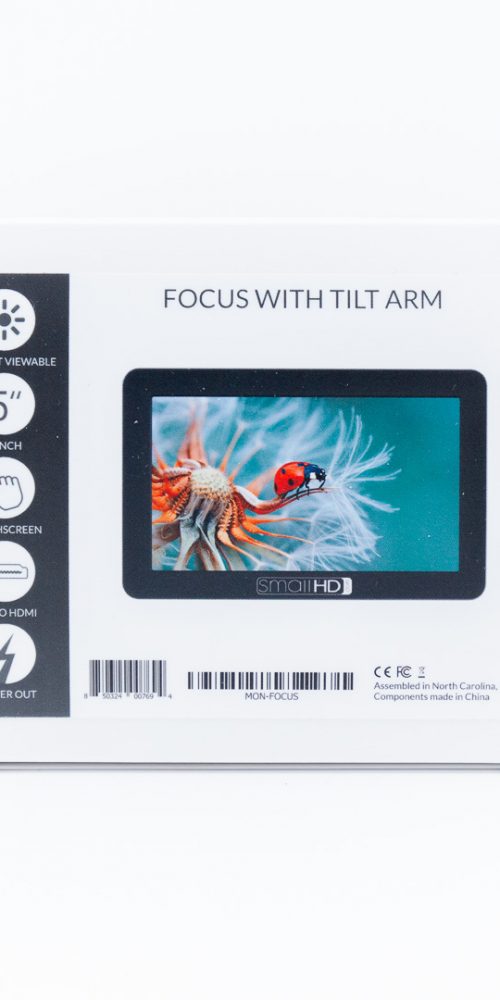 FOCUS WITH TILT ARM
T VIEWABLE
5"
NCH
HSCREEN
O HDMI
ER OUT
smallHD
8 50324 00769 4
MON-FOCUS
CE FC
Assembled in North Carolina,
Components made in China